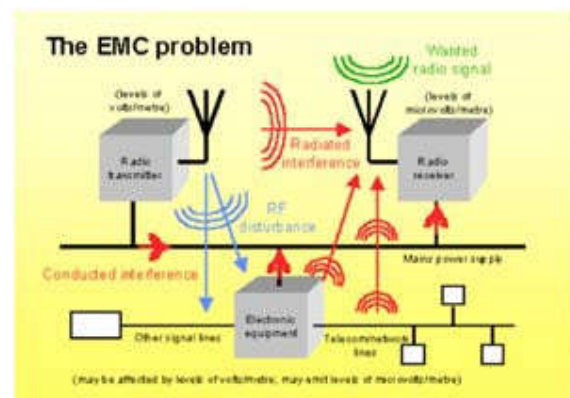 The EMC problem
Wanted
radio signal
(levels of
volts/metre)
(levels of
microvolts/metre)
Radio
transmitter
Radiated
interference
Radio
receiver
RF
disturbance
Conducted interference
Mains power supply
Electronic
equipment
Other signal lines
Telecomms/network
lines
(may be affected by levels of volts/metre; may emit levels of microvolts/metre)